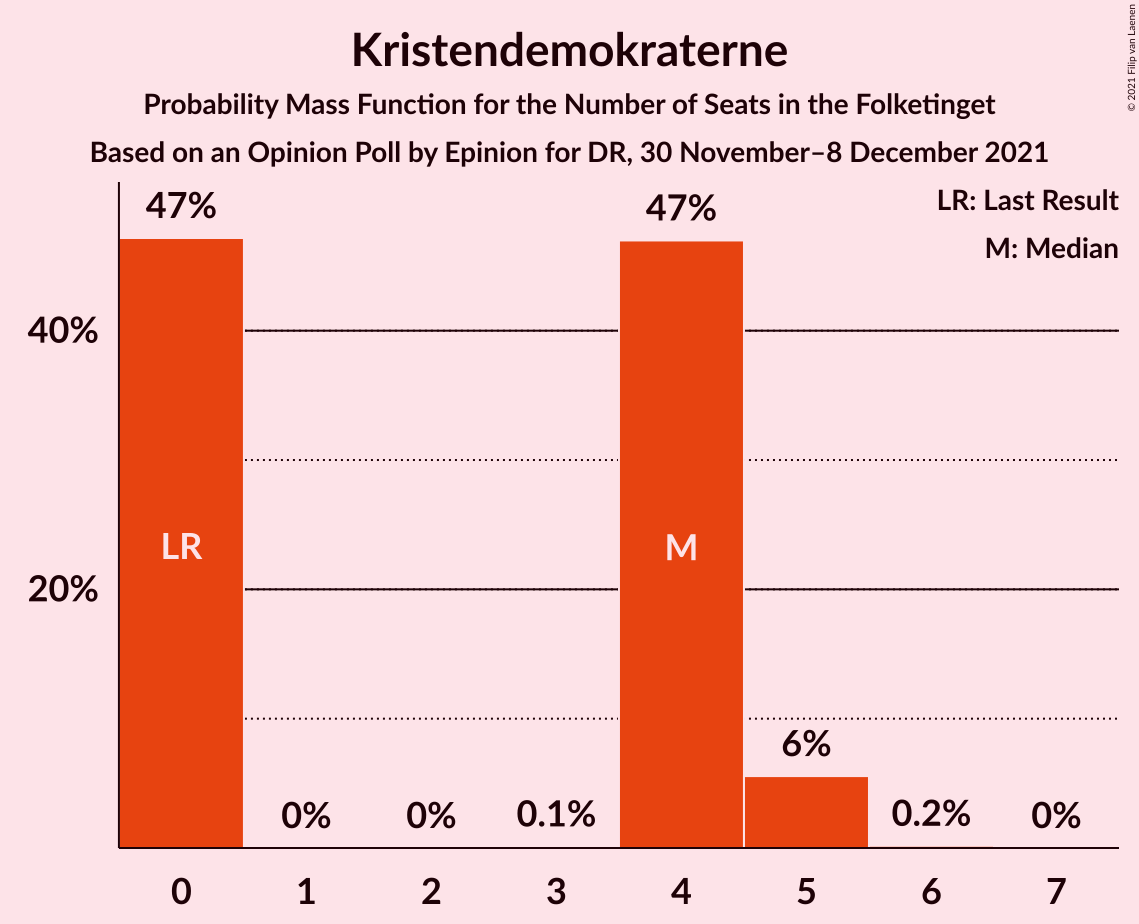 Kristendemokraterne
Probability Mass Function for the Number of Seats in the Folketinget
Based on an Opinion Poll by Epinion for DR, 30 November–8 December 2021
© 2021 Filip van Laenen
LR: Last Result
M: Median
47%
47%
40%
LR
M
20%
6%
0%
0%
0.1%
0.2%
0%
0
1
2
3
4
5
6
7